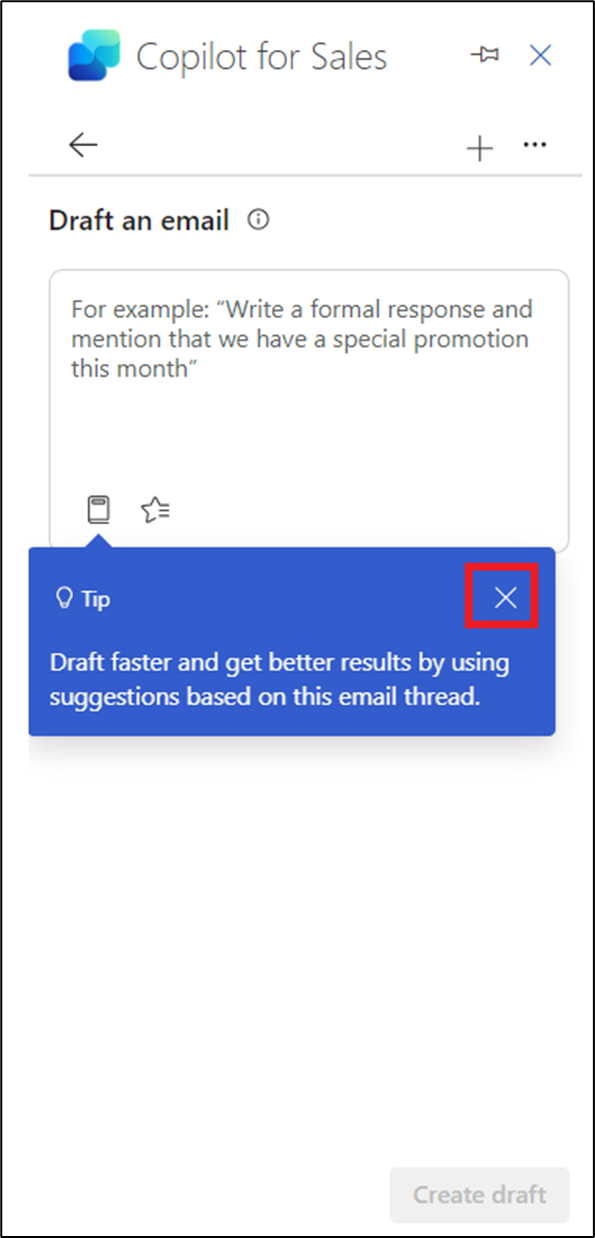 Copilot for Sales
Draft an email
For example: “Write a formal response and
mention that we have a special promotion
this month”
Tip
Draft faster and get better results by using
suggestions based on this email thread.
Create draft